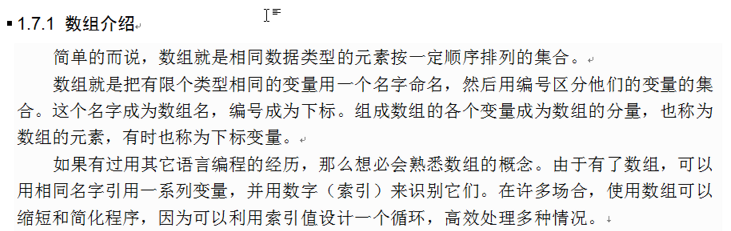 1.7.1 数组介绍
简单的而说，数组就是相同数据类型的元素按一定顺序排列的集合。
数组就是把有限个类型相同的变量用一个名字命名，然后用编号区分他们的变量的集
合。这个名字成为数组名，编号成为下标。组成数组的各个变量成为数组的分量，也称为
数组的元素，有时也称为下标变量。
如果有过用其它语言编程的经历，那么想必会熟悉数组的概念。由于有了数组，可以
用相同名字引用一系列变量，并用数字（索引）来识别它们。在许多场合，使用数组可以
缩短和简化程序，因为可以利用索引值设计一个循环，高效处理多种情况。